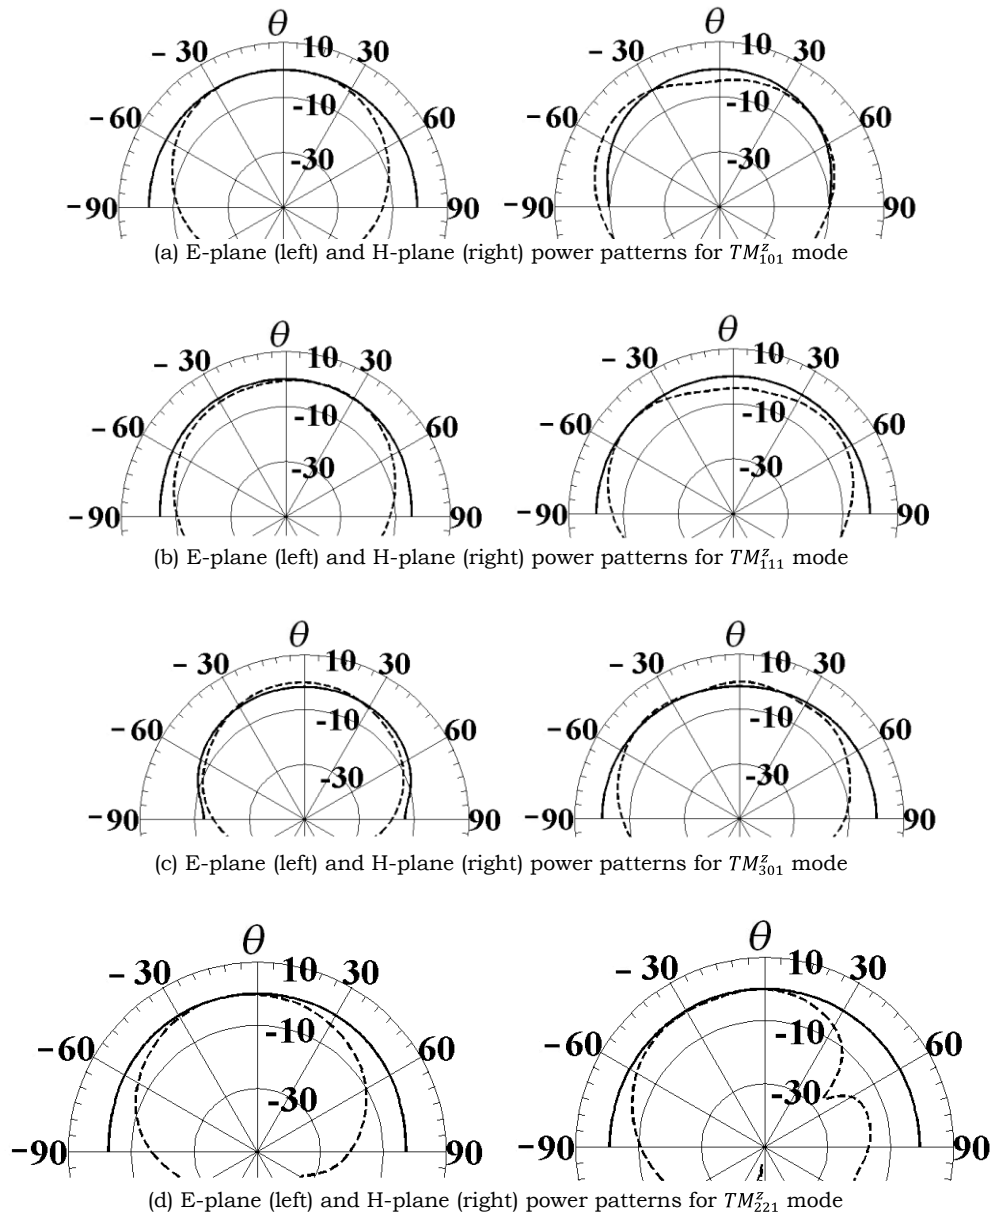 θ θ
− 30 10 30 − 30 10 30
− 60 -10 60 − 60 -10 60
-30 -30
−90 90 −90 90
(a) E-plane (left) and H-plane (right) power patterns for TM^z_101 mode
θ θ
− 30 10 30 − 30 10 30
− 60 -10 60 − 60 -10 60
-30 -30
−90 90 −90 90
(b) E-plane (left) and H-plane (right) power patterns for TM^z_111 mode
θ θ
− 30 10 30 − 30 10 30
−60 -10 60 −60 -10 60
-30 -30
−90 90 −90 90
(c) E-plane (left) and H-plane (right) power patterns for TM^z_301 mode
θ θ
− 30 10 30 − 30 10 30
−60 -10 60 −60 -10 60
-30 -30
−90 90 −90 90
(d) E-plane (left) and H-plane (right) power patterns for TM^z_221 mode